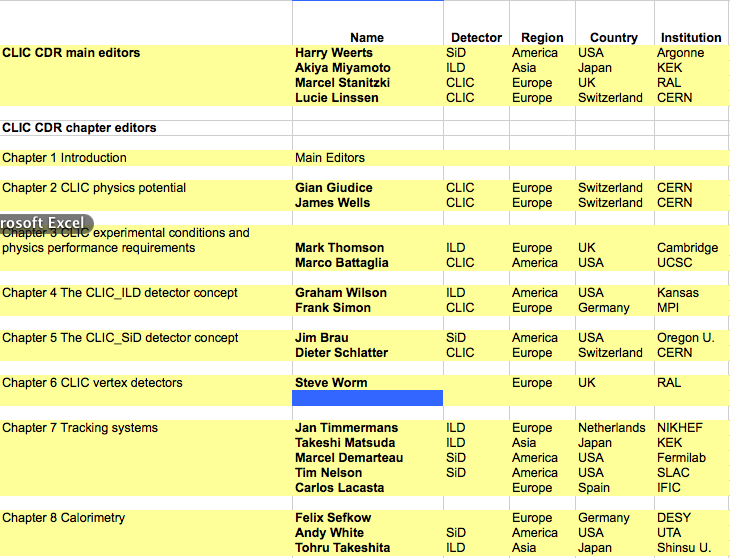 Name Detector Region Country Institution
CLIC CDR main editors Harry Weerts SiD America USA Argonne
Akiya Miyamoto ILD Asia Japan KEK
Marcel Stanitzki CLIC Europe UK RAL
Lucie Linssen CLIC Europe Switzerland CERN
CLIC CDR chapter editors
Chapter 1 Introduction Main Editors
Chapter 2 CLIC physics potential Gian Giudice CLIC Europe Switzerland CERN
James Wells CLIC Europe Switzerland CERN
rosoft Excel
Chapter 3 CLIC experimental conditions and
physics performance requirements Mark Thomson ILD Europe UK Cambridge
Marco Battaglia CLIC America USA UCSC
Chapter 4 The CLIC_ILD detector concept Graham Wilson ILD America USA Kansas
Frank Simon CLIC Europe Germany MPI
Chapter 5 The CLIC_SiD detector concept Jim Brau SiD America USA Oregon U.
Dieter Schlatter CLIC Europe Switzerland CERN
Chapter 6 CLIC vertex detectors Steve Worm Europe UK RAL
Chapter 7 Tracking systems Jan Timmermans ILD Europe Netherlands NIKHEF
Takeshi Matsuda ILD Asia Japan KEK
Marcel Demarteau SiD America USA Fermilab
Tim Nelson SiD America USA SLAC
Carlos Lacasta Europe Spain IFIC
Chapter 8 Calorimetry Felix Sefkow Europe Germany DESY
Andy White SiD America USA UTA
Tohru Takeshita ILD Asia Japan Shinsu U.